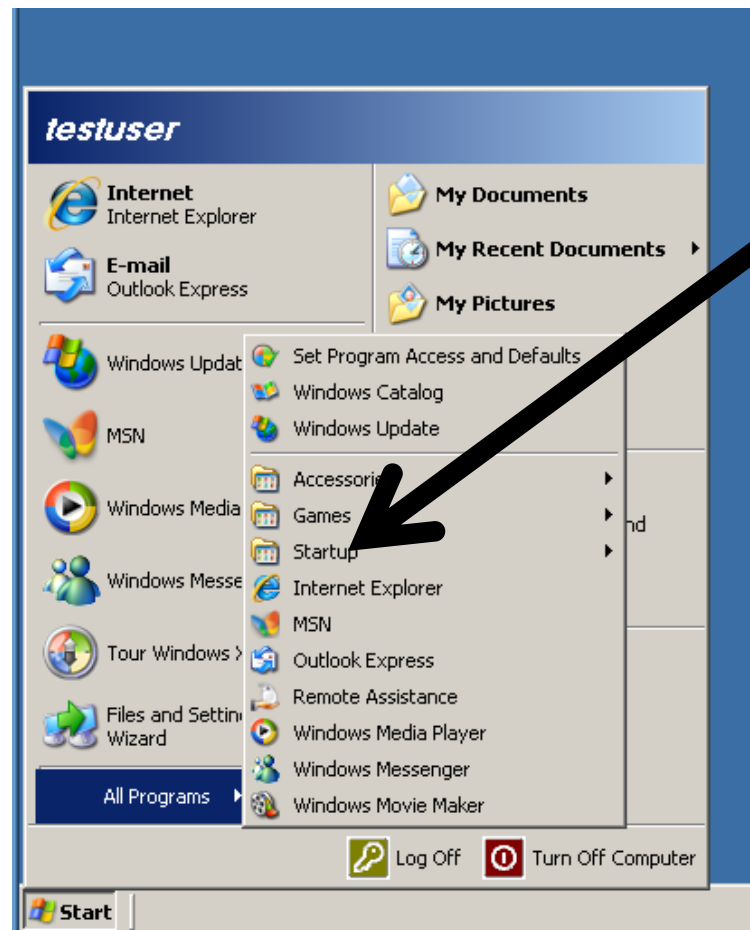 testuser
Internet
Internet Explorer
E-mail
Outlook Express
Windows Updat
MSN
Windows Media
Windows Messe
Tour Windows
Files and Settin
Wizard
All Programs
My Documents
My Recent Documents
My Pictures
nd
Set Program Access and Defaults
Windows Catalog
Windows Update
Accessorie
Games
Startup
Internet Explorer
MSN
Outlook Express
Remote Assistance
Windows Media Player
Windows Messenger
Windows Movie Maker
Log Off
Turn Off Computer
Start